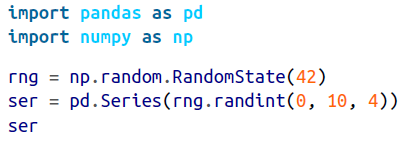 import pandas as pd
import numpy as np
rng = np.random.RandomState(42)
ser = pd.Series(rng.randint(0, 10, 4))
ser